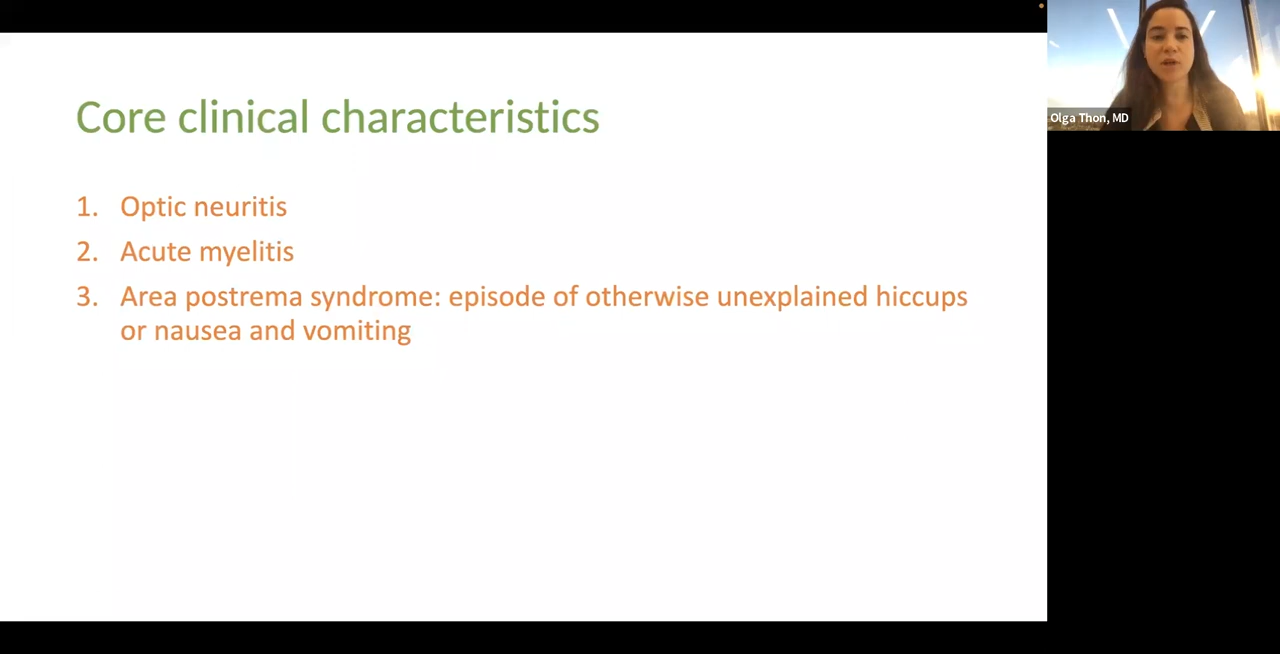 Core clinical characteristics
1. Optic neuritis
2. Acute myelitis
3. Area postrema syndrome: episode of otherwise unexplained hiccups
or nausea and vomiting
Olga Thon, MD